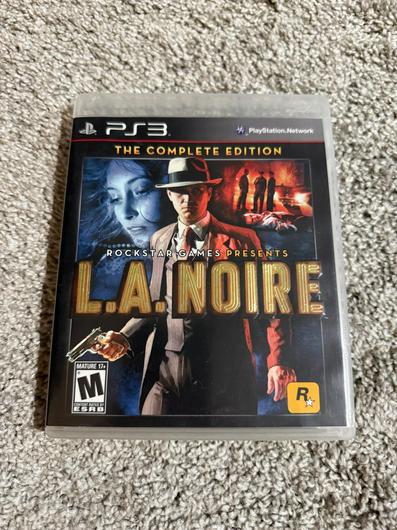 PS3
PlayStation®Network
THE COMPLETE EDITION
ROCKSTAR GAMES PRESENTS
L.A. NOIRE
MATURE 17+
M
CONTENT RATED BY
ESRB
R★